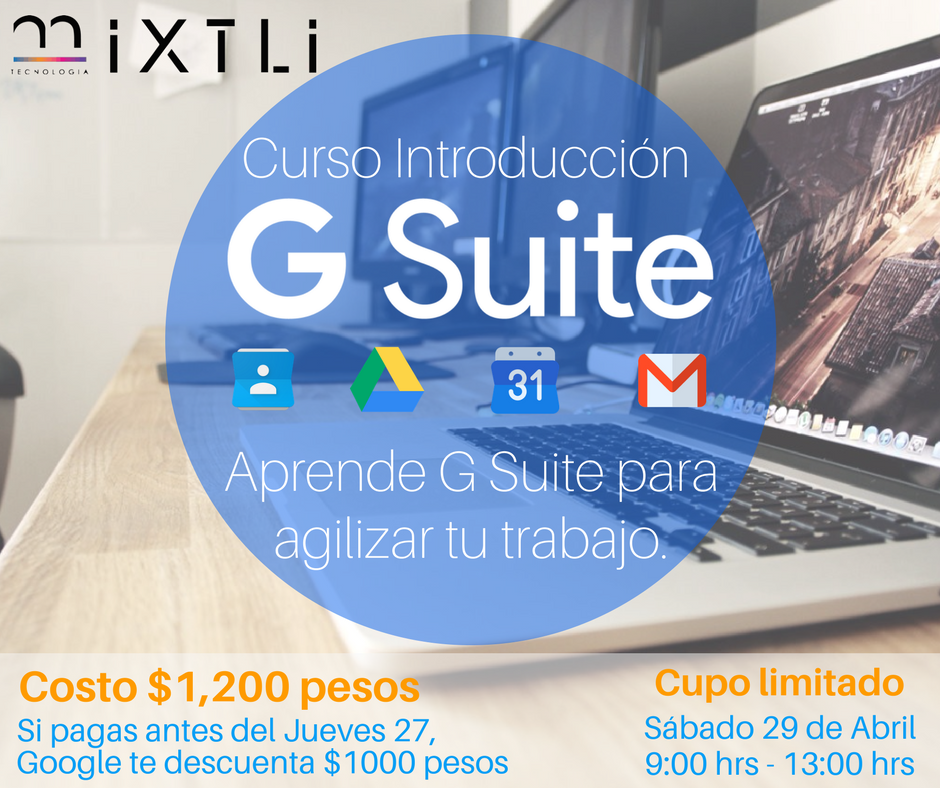 miXTLi
TECNOLOGIA
Curso Introducción
G Suite
31
Aprende G Suite para
agilizar tu trabajo.
Costo $1,200 pesos
Si pagas antes del Jueves 27,
Google te descuenta $1000 pesos
Cupo limitado
Sábado 29 de Abril
9:00 hrs - 13:00 hrs